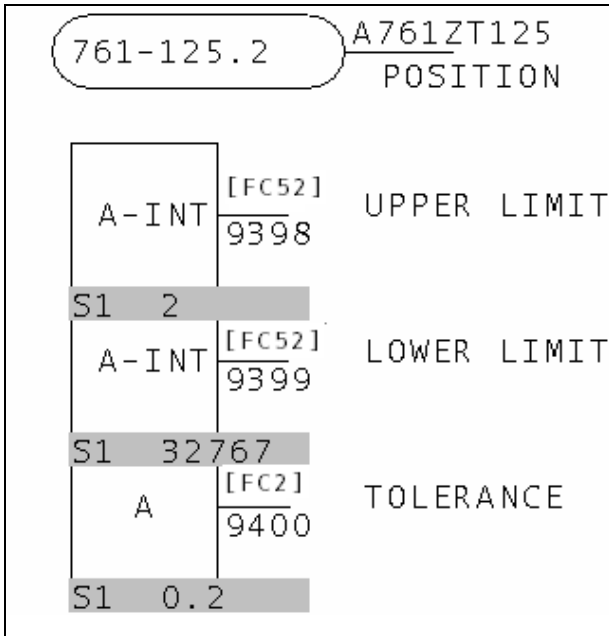 761-125.2 A761ZT125
POSITION
A-INT [FC52] UPPER LIMIT
9398
S1 2
A-INT [FC52] LOWER LIMIT
9399
S1 32767
A [FC2] TOLERANCE
9400
S1 0.2